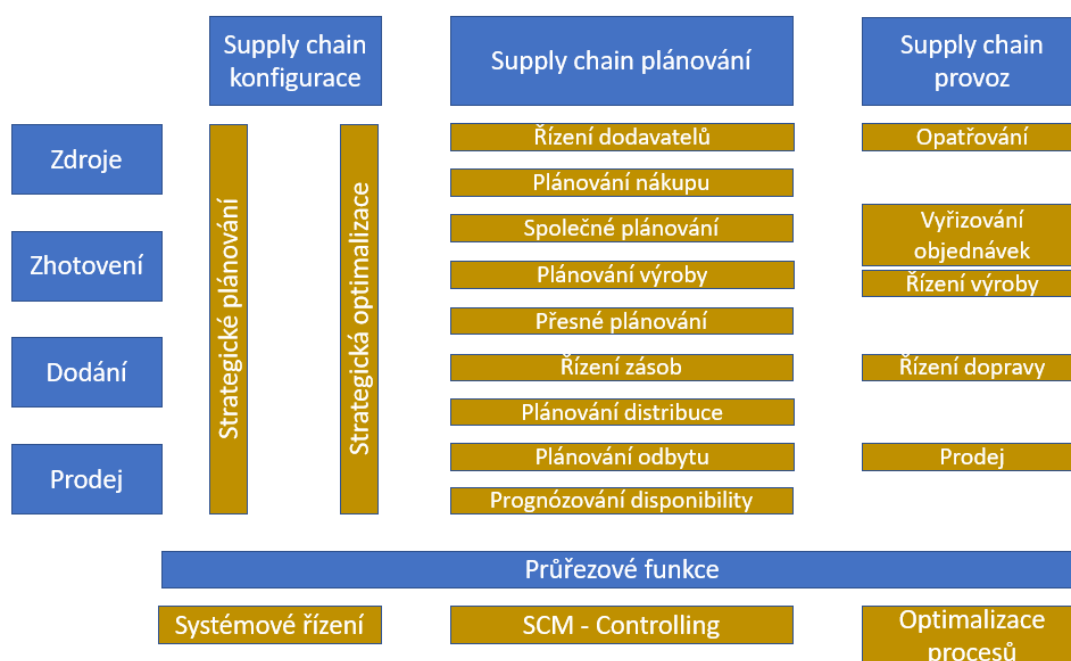 Supply chain
konfigurace
Supply chain plánování
Supply chain
provoz
Zdroje
Zhotovení
Dodání
Prodej
Strategické plánování
Strategická optimalizace
Řízení dodavatelů
Plánování nákupu
Společné plánování
Plánování výroby
Přesné plánování
Řízení zásob
Plánování distribuce
Plánování odbytu
Prognózování disponibility
Opatřování
Vyřizování
objednávek
Řízení výroby
Řízení dopravy
Prodej
Průřezové funkce
Systémové řízení
SCM - Controlling
Optimalizace
procesů